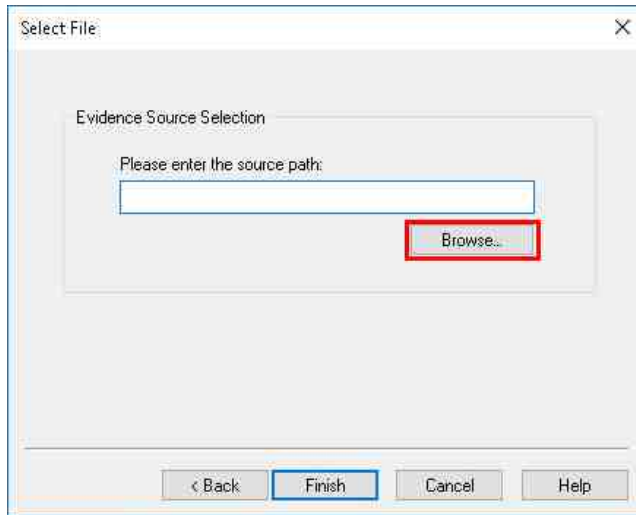 Select File
Evidence Source Selection
Please enter the source path:
Browse...
< Back Finish Cancel Help